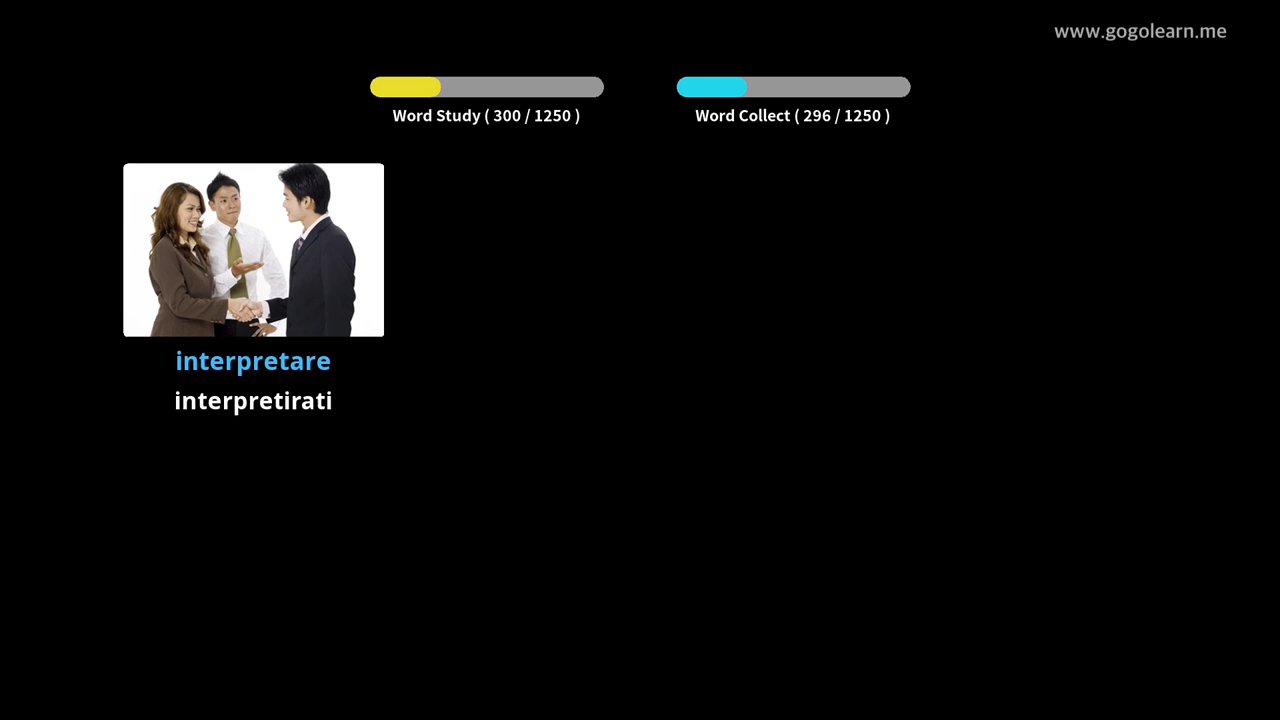 www.gogolearn.me
Word Study ( 300 / 1250 )
Word Collect ( 296 / 1250 )
interpretare
interpretirati